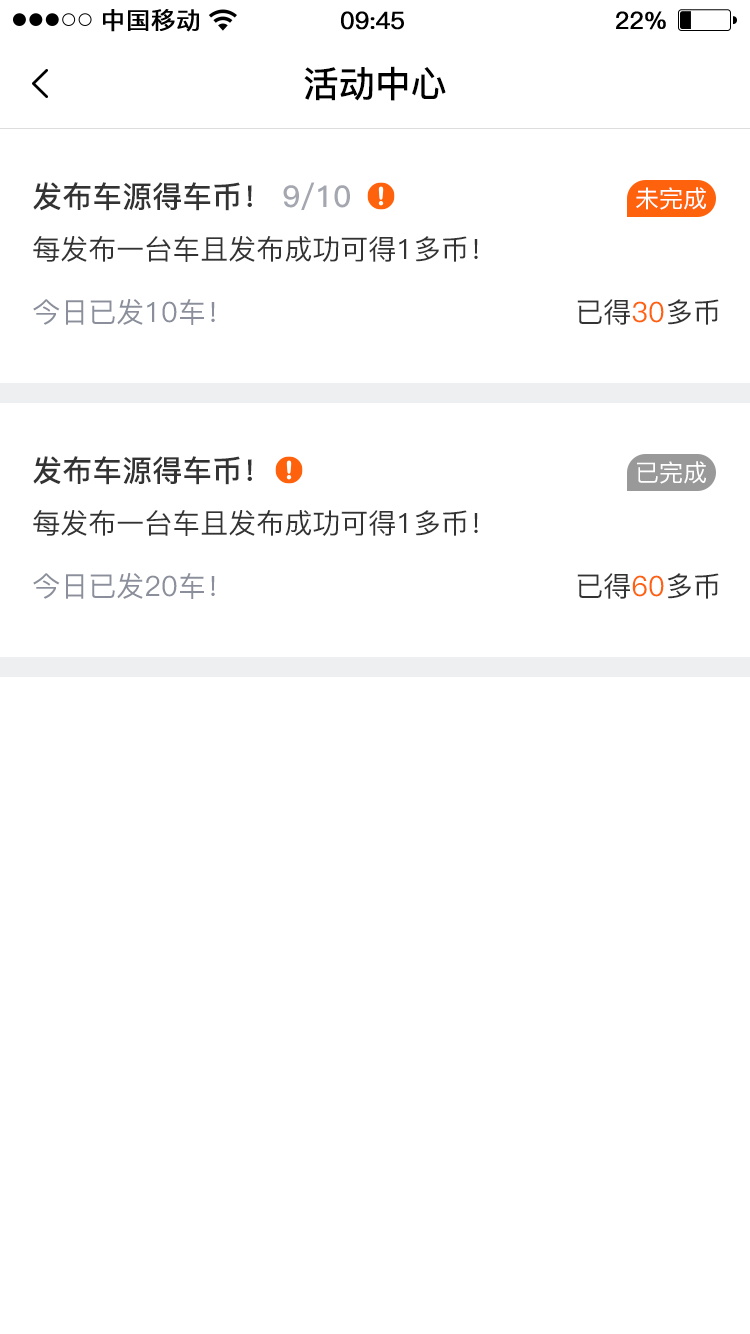 中国移动 09:45 22%
活动中心
发布车源得车币！ 9/10 未完成
每发布一台车且发布成功可得1多币！
今日已发10车！ 已得30多币
发布车源得车币！ 已完成
每发布一台车且发布成功可得1多币！
今日已发20车！ 已得60多币